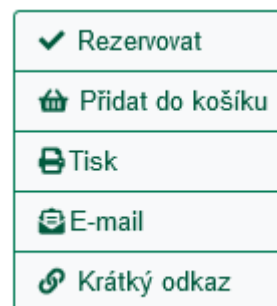 Rezervovat
Přidat do košíku
Tisk
E-mail
Krátký odkaz